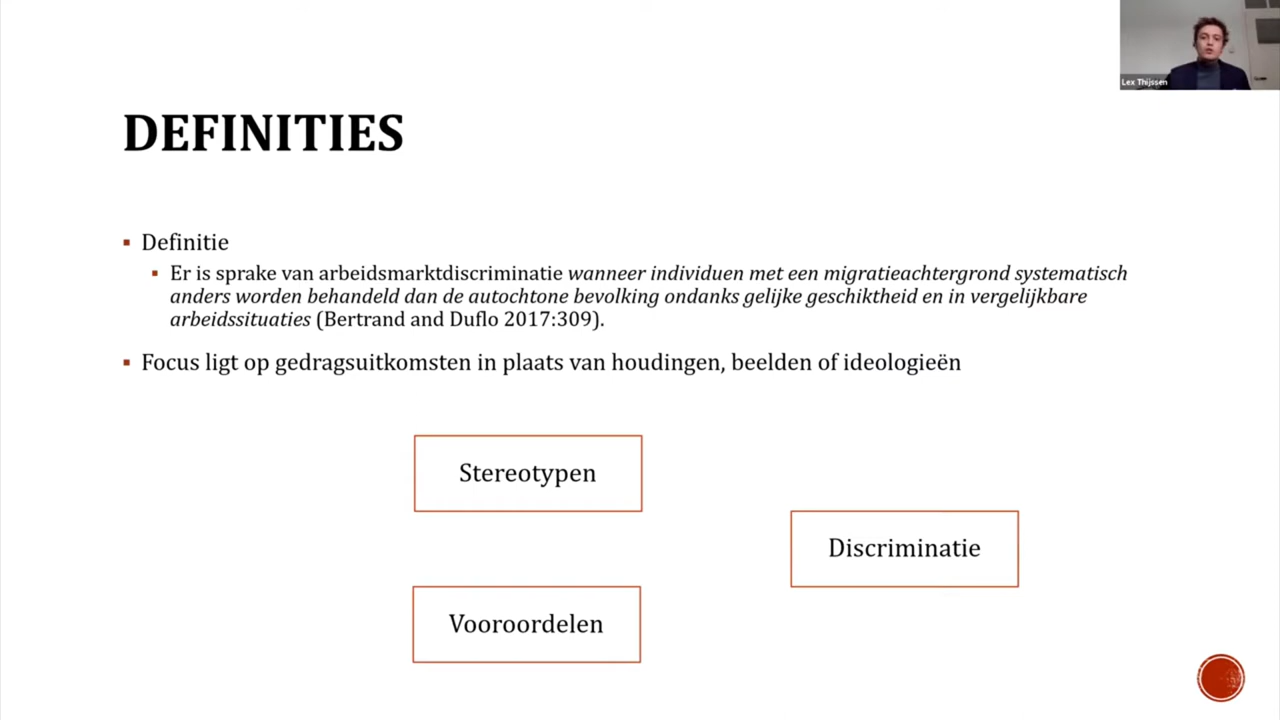 Lex Thijssen
DEFINITIES
Definitie
Er is sprake van arbeidsmarktdiscriminatie wanneer individuen met een migratieachtergrond systematisch
anders worden behandeld dan de autochtone bevolking ondanks gelijke geschiktheid en in vergelijkbare
arbeidssituaties (Bertrand and Duflo 2017:309).
Focus ligt op gedragsuitkomsten in plaats van houdingen, beelden of ideologieën
Stereotypen
Discriminatie
Vooroordelen